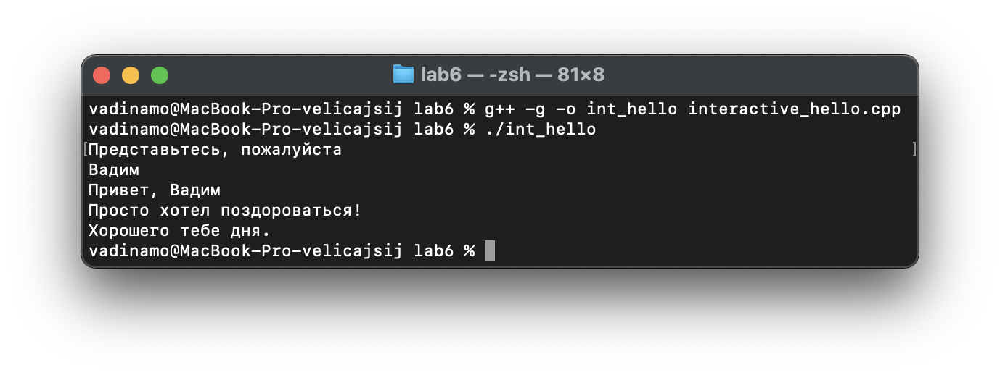 lab6 — -zsh — 81×8
vadinamo@MacBook-Pro-velicajsij lab6 % g++ -g -o int_hello interactive_hello.cpp
vadinamo@MacBook-Pro-velicajsij lab6 % ./int_hello
[Представьтесь, пожалуйста ]
Вадим
Привет, Вадим
Просто хотел поздороваться!
Хорошего тебе дня.
vadinamo@MacBook-Pro-velicajsij lab6 %